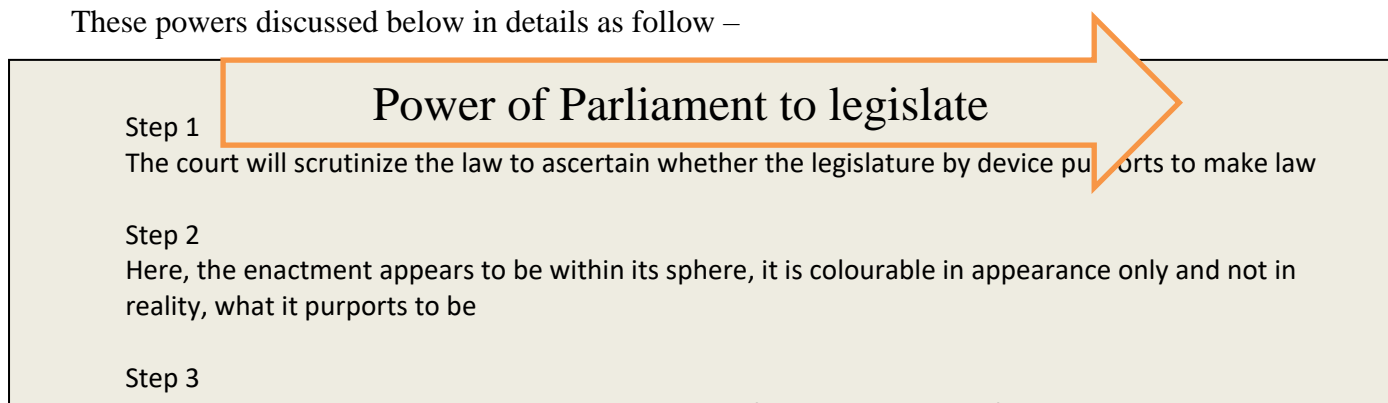 These powers discussed below in details as follow –
Power of Parliament to legislate
Step 1
The court will scrutinize the law to ascertain whether the legislature by device pu orts to make law
Step 2
Here, the enactment appears to be within its sphere, it is colourable in appearance only and not in
reality, what it purports to be
Step 3